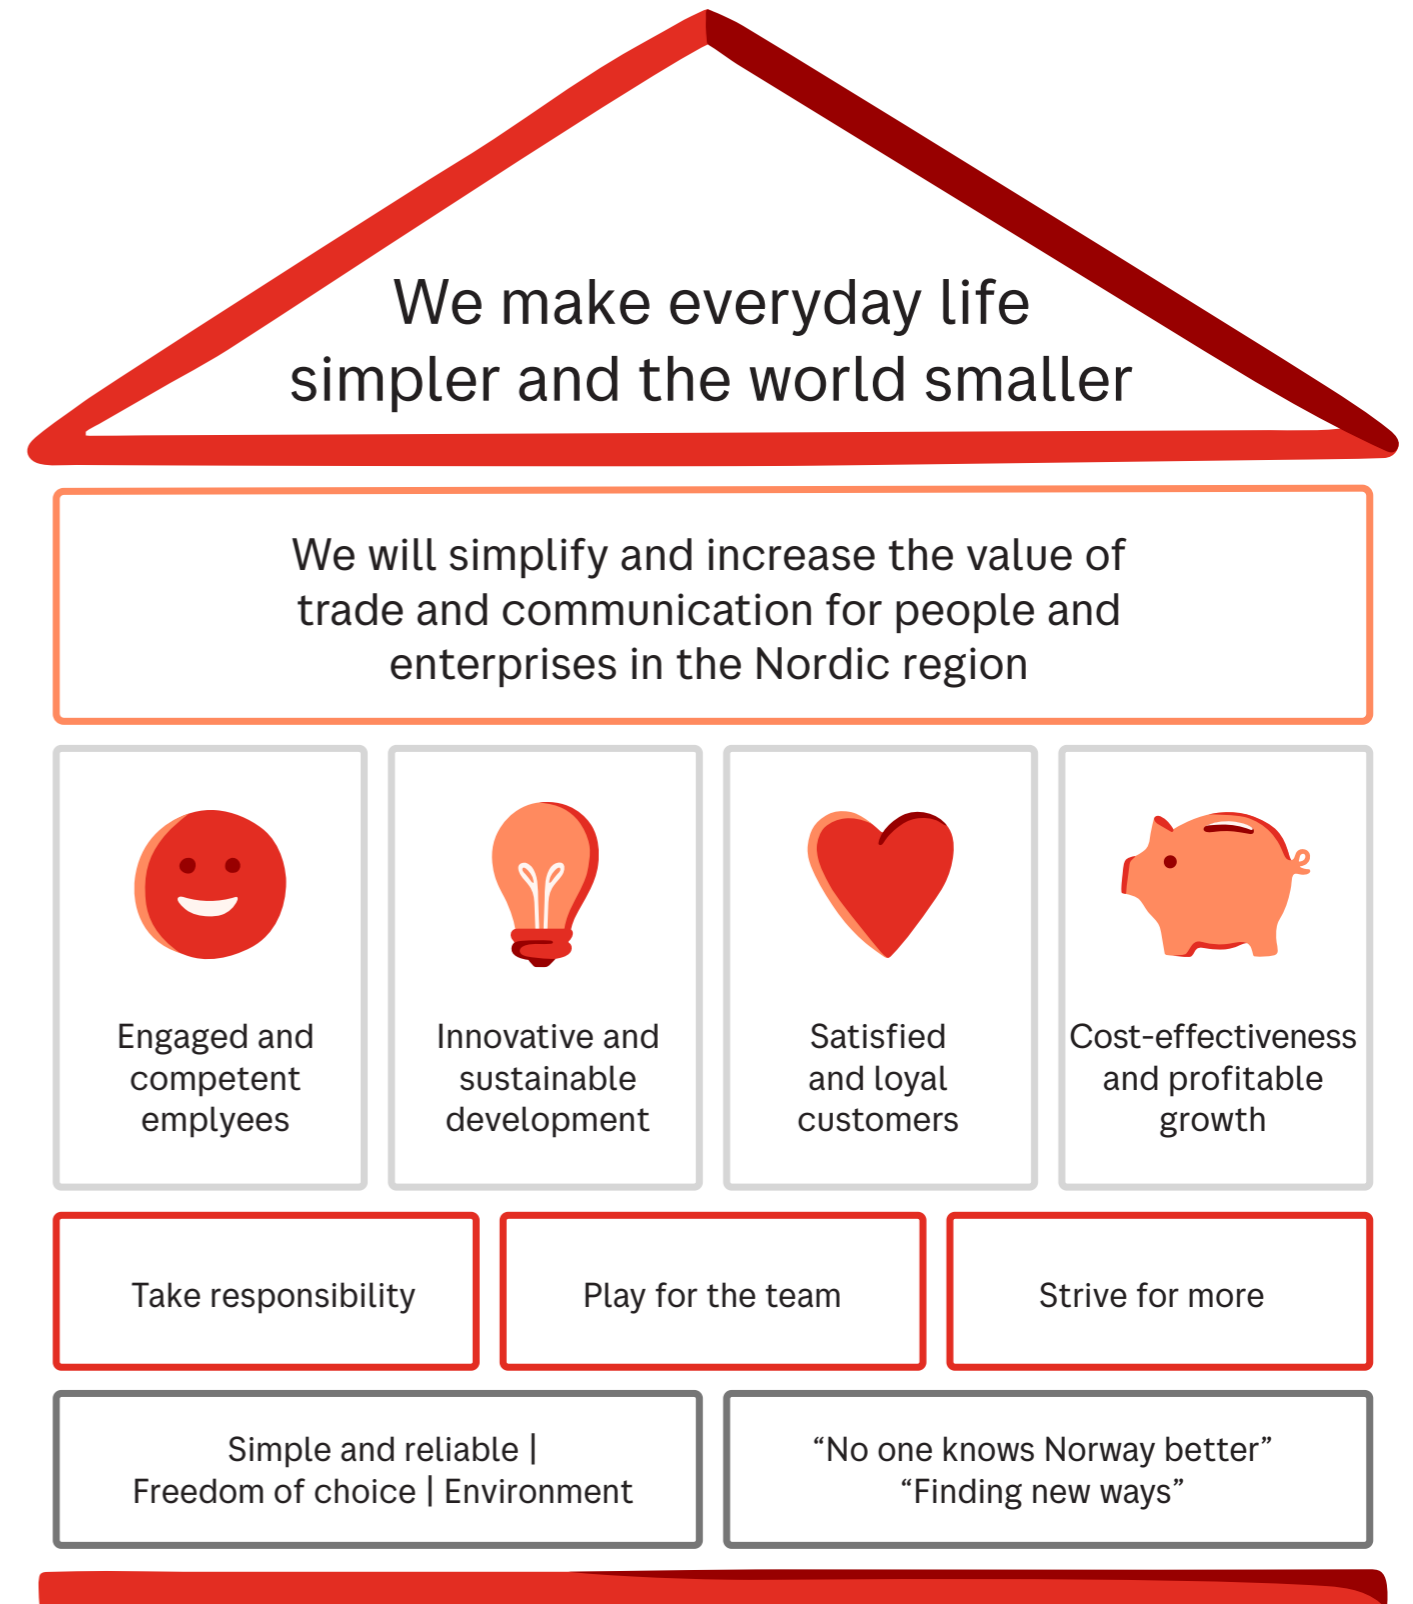 We make everyday life
simpler and the world smaller
We will simplify and increase the value of
trade and communication for people and
enterprises in the Nordic region
Engaged and
competent
emplyees
Innovative and
sustainable
development
Satisfied
and loyal
customers
Cost-effectiveness
and profitable
growth
Take responsibility
Play for the team
Strive for more
Simple and reliable |
Freedom of choice | Environment
“No one knows Norway better”
“Finding new ways”